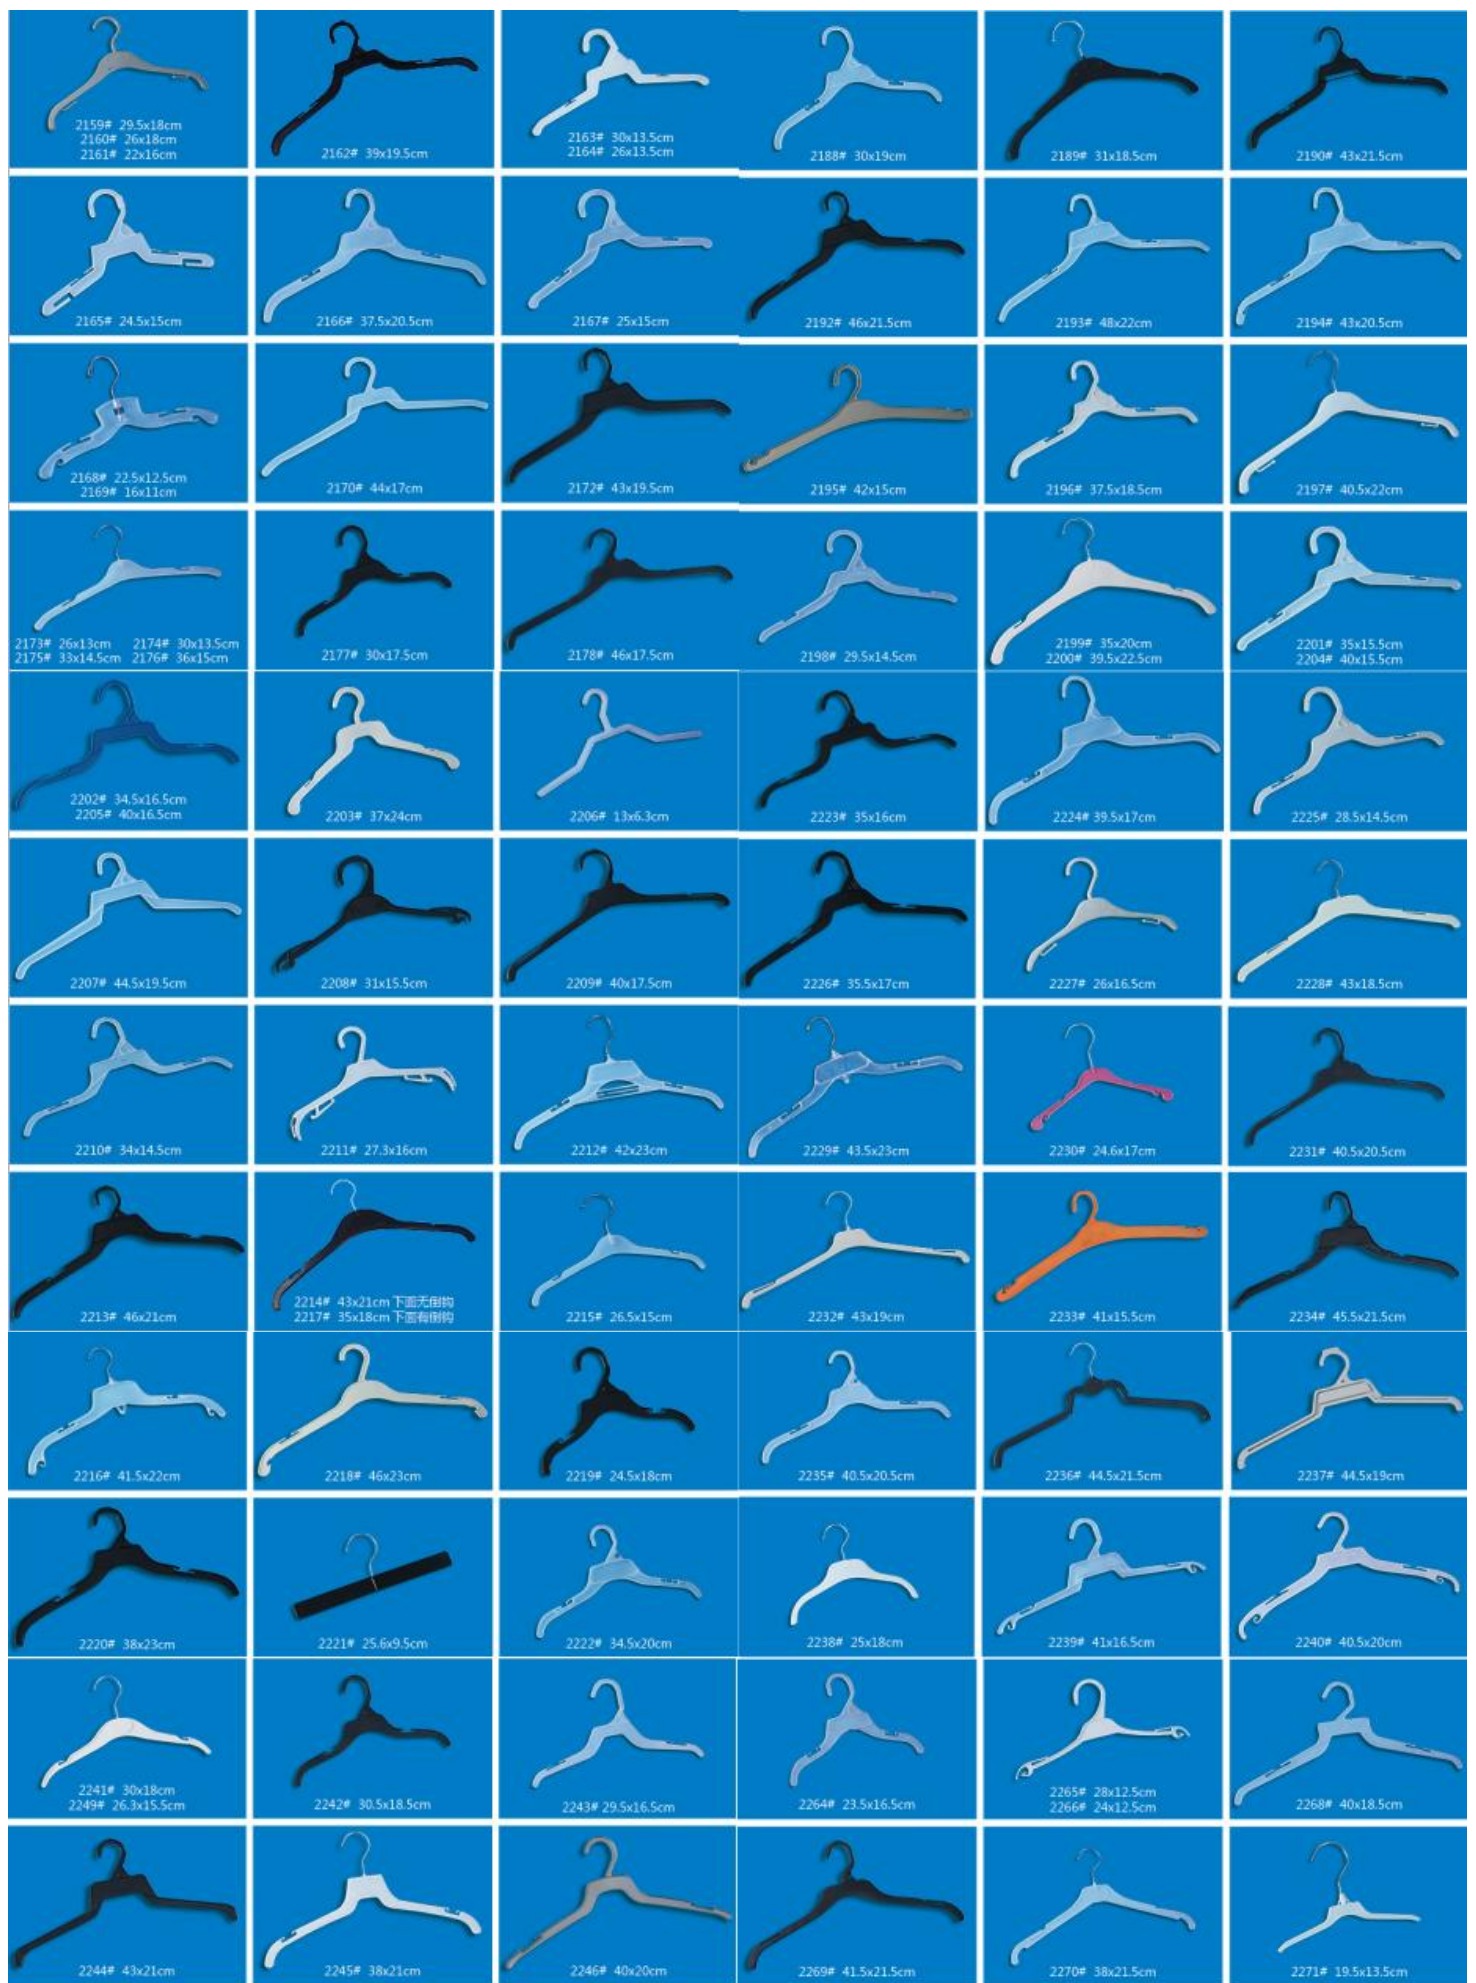 2159# 29.5x18cm
2160# 26x18cm
2161# 22x16cm
2162# 39x19.5cm
2163# 30x13.5cm
2164# 26x13.5cm
2188# 30x19cm
2189# 31x18.5cm
2190# 43x21.5cm
2165# 24.5x15cm
2166# 37.5x20.5cm
2167# 25x15cm
2192# 46x21.5cm
2193# 48x22cm
2194# 43x20.5cm
2168# 22.5x12.5cm
2169# 16x11cm
2170# 44x17cm
2172# 43x19.5cm
2195# 42x15cm
2196# 37.5x18.5cm
2197# 40.5x22cm
2173# 26x13cm 2174# 30x13.5cm
2175# 33x14.5cm 2176# 36x15cm
2177# 30x17.5cm
2178# 46x17.5cm
2198# 29.5x14.5cm
2199# 35x20cm
2200# 39.5x22.5cm
2201# 35x15.5cm
2204# 40x15.5cm
2202# 34.5x16.5cm
2205# 40x16.5cm
2203# 37x24cm
2206# 13x6.3cm
2223# 35x16cm
2224# 39.5x17cm
2225# 28.5x14.5cm
2207# 44.5x19.5cm
2208# 31x15.5cm
2209# 40x17.5cm
2226# 35.5x17cm
2227# 26x16.5cm
2228# 43x18.5cm
2210# 34x14.5cm
2211# 27.3x16cm
2212# 42x23cm
2229# 43.5x23cm
2230# 24.6x17cm
2231# 40.5x20.5cm
2213# 46x21cm
2214# 43x21cm 下面无倒钩
2217# 35x18cm 下面有倒钩
2215# 26.5x15cm
2232# 43x19cm
2233# 41x15.5cm
2234# 45.5x21.5cm
2216# 41.5x22cm
2218# 46x23cm
2219# 24.5x18cm
2235# 40.5x20.5cm
2236# 44.5x21.5cm
2237# 44.5x19cm
2220# 38x23cm
2221# 25.6x9.5cm
2222# 34.5x20cm
2238# 25x18cm
2239# 41x16.5cm
2240# 40.5x20cm
2241# 30x18cm
2249# 26.3x15.5cm
2242# 30.5x18.5cm
2243# 29.5x16.5cm
2264# 23.5x16.5cm
2265# 28x12.5cm
2266# 24x12.5cm
2268# 40x18.5cm
2244# 43x21cm
2245# 38x21cm
2246# 40x20cm
2269# 41.5x21.5cm
2270# 38x21.5cm
2271# 19.5x13.5cm